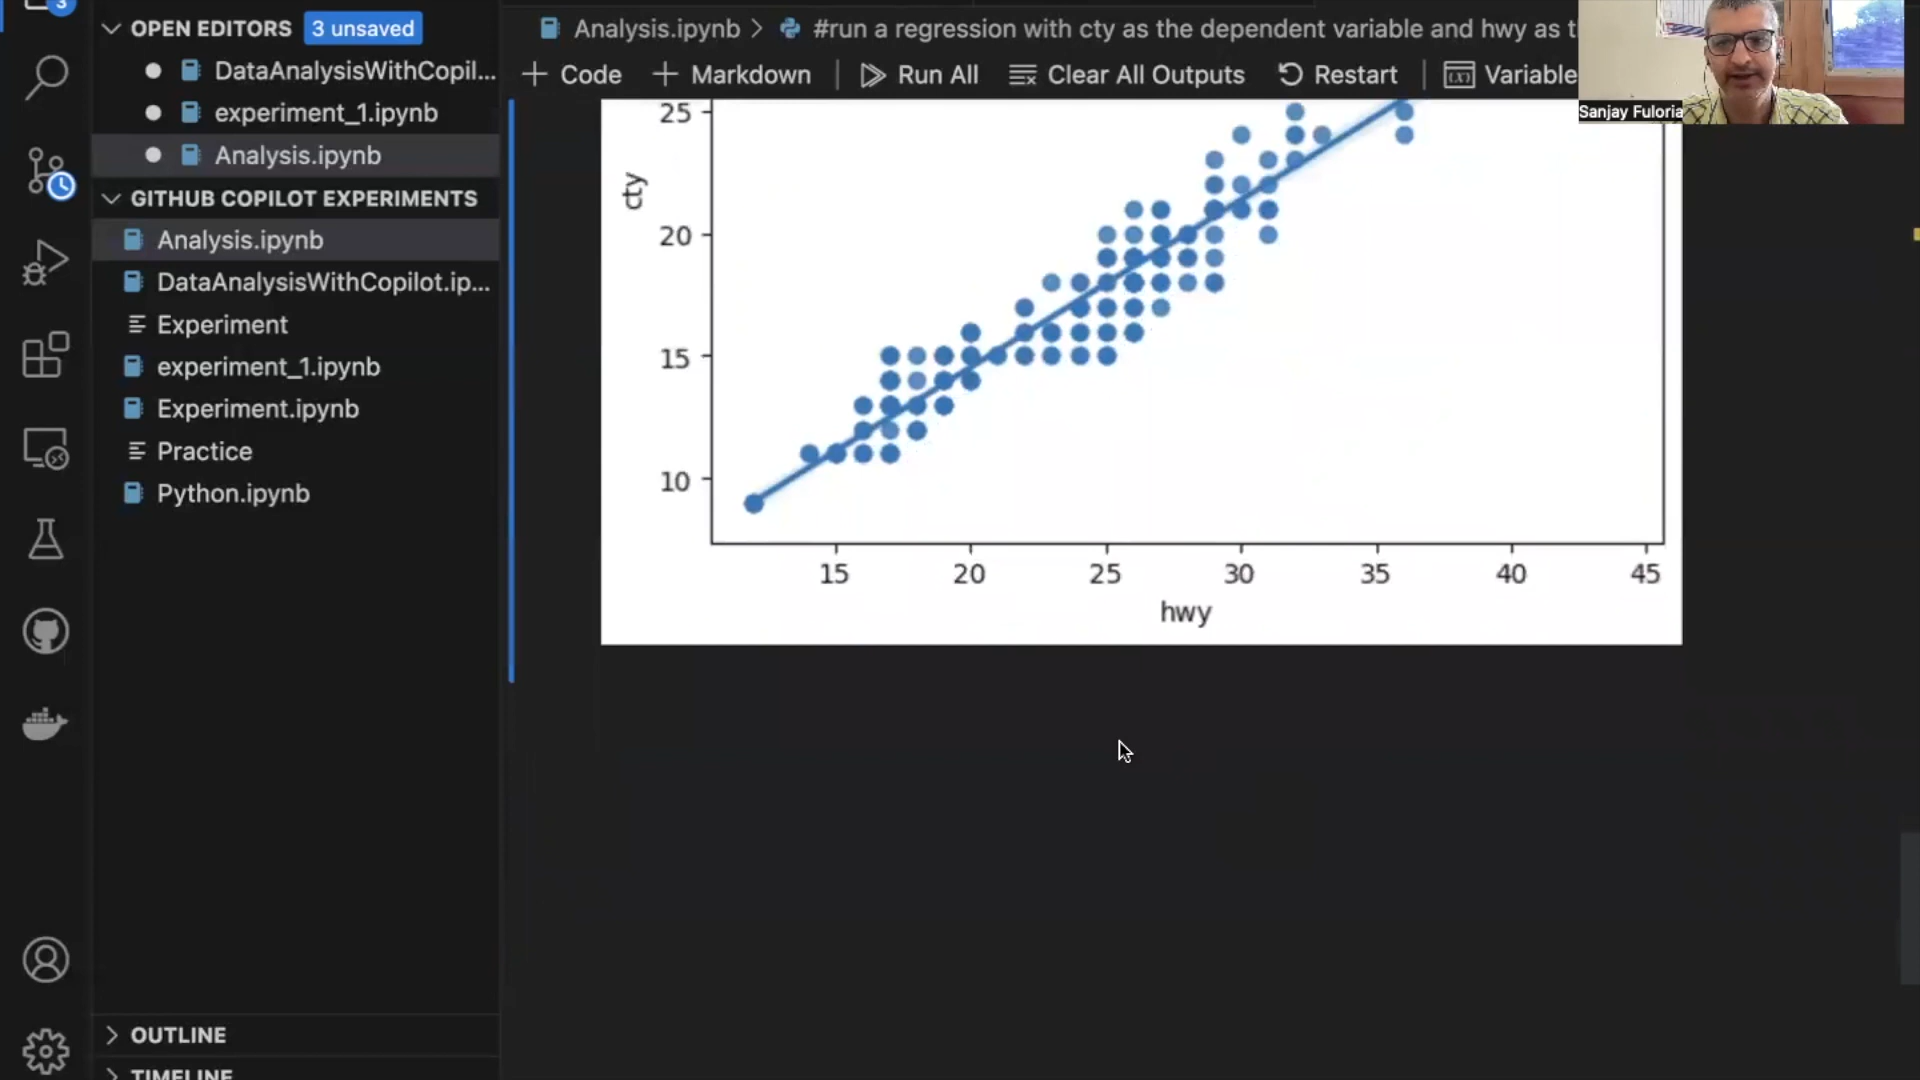 3
OPEN EDITORS 3 unsaved
DataAnalysisWithCopil...
experiment_1.ipynb
Analysis.ipynb
GITHUB COPILOT EXPERIMENTS
Analysis.ipynb
DataAnalysisWithCopilot.ip...
Experiment
experiment_1.ipynb
Experiment.ipynb
Practice
Python.ipynb
OUTLINE
TIMELINE
Analysis.ipynb > #run a regression with cty as the dependent variable and hwy as t
+ Code + Markdown Run All Clear All Outputs Restart (x) Variable
Sanjay Fuloria
25
cty
20
15
10
15 20 25 30 35 40 45
hwy